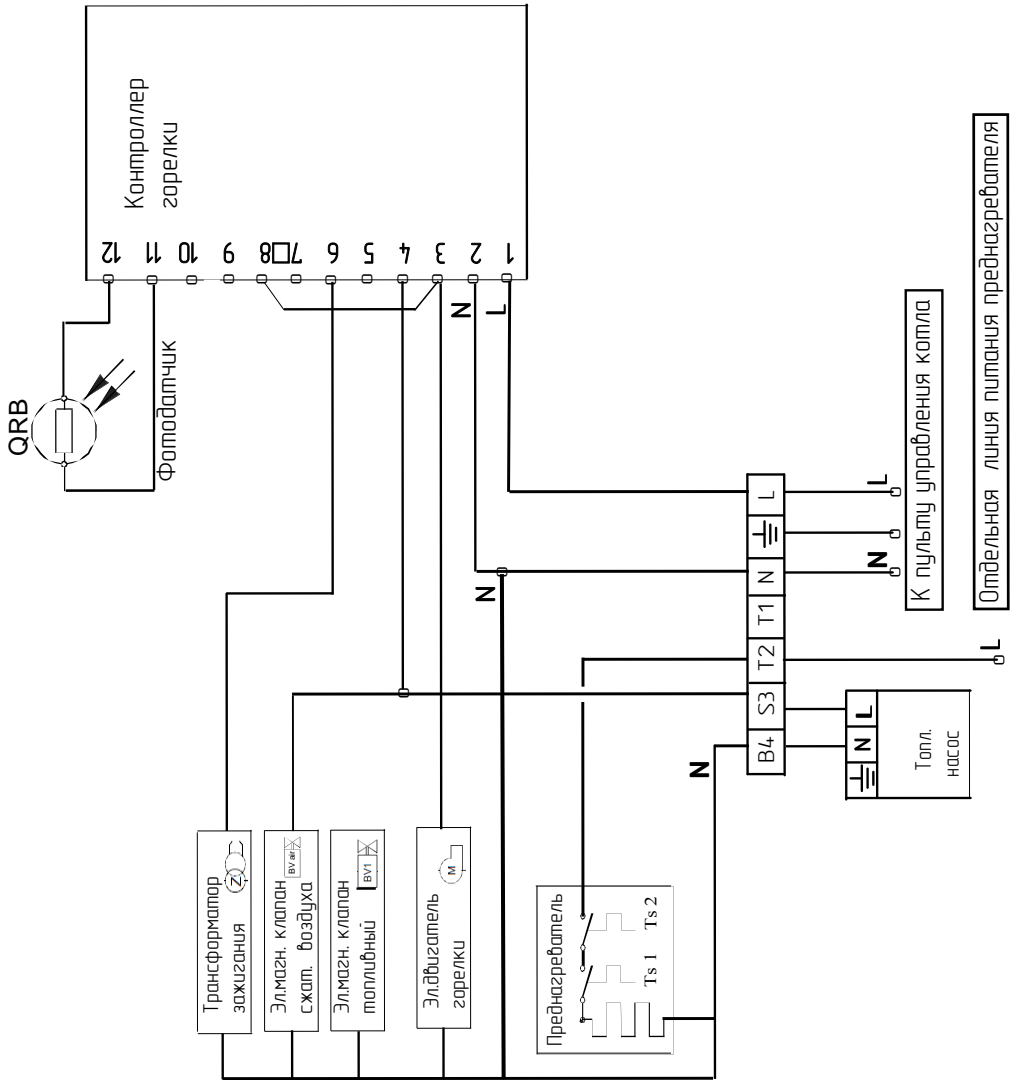 Контроллер
горелки
12
11
10
9
8
7
6
5
4
3
2
1
N
L
QRB
Фотодатчик
N
L
N
T1
T2
S3
B4
L
N
К пульту управления котла
Отдельная линия питания преднагревателя
L
N
L
N
Топл.
насос
Трансформатор
зажигания
Z
Эл.магн. клапан
сжат. воздуха
BV air
Эл.магн. клапан
топливный
BV1
Эл.двигатель
горелки
M
Преднагреватель
Ts 1
Ts 2